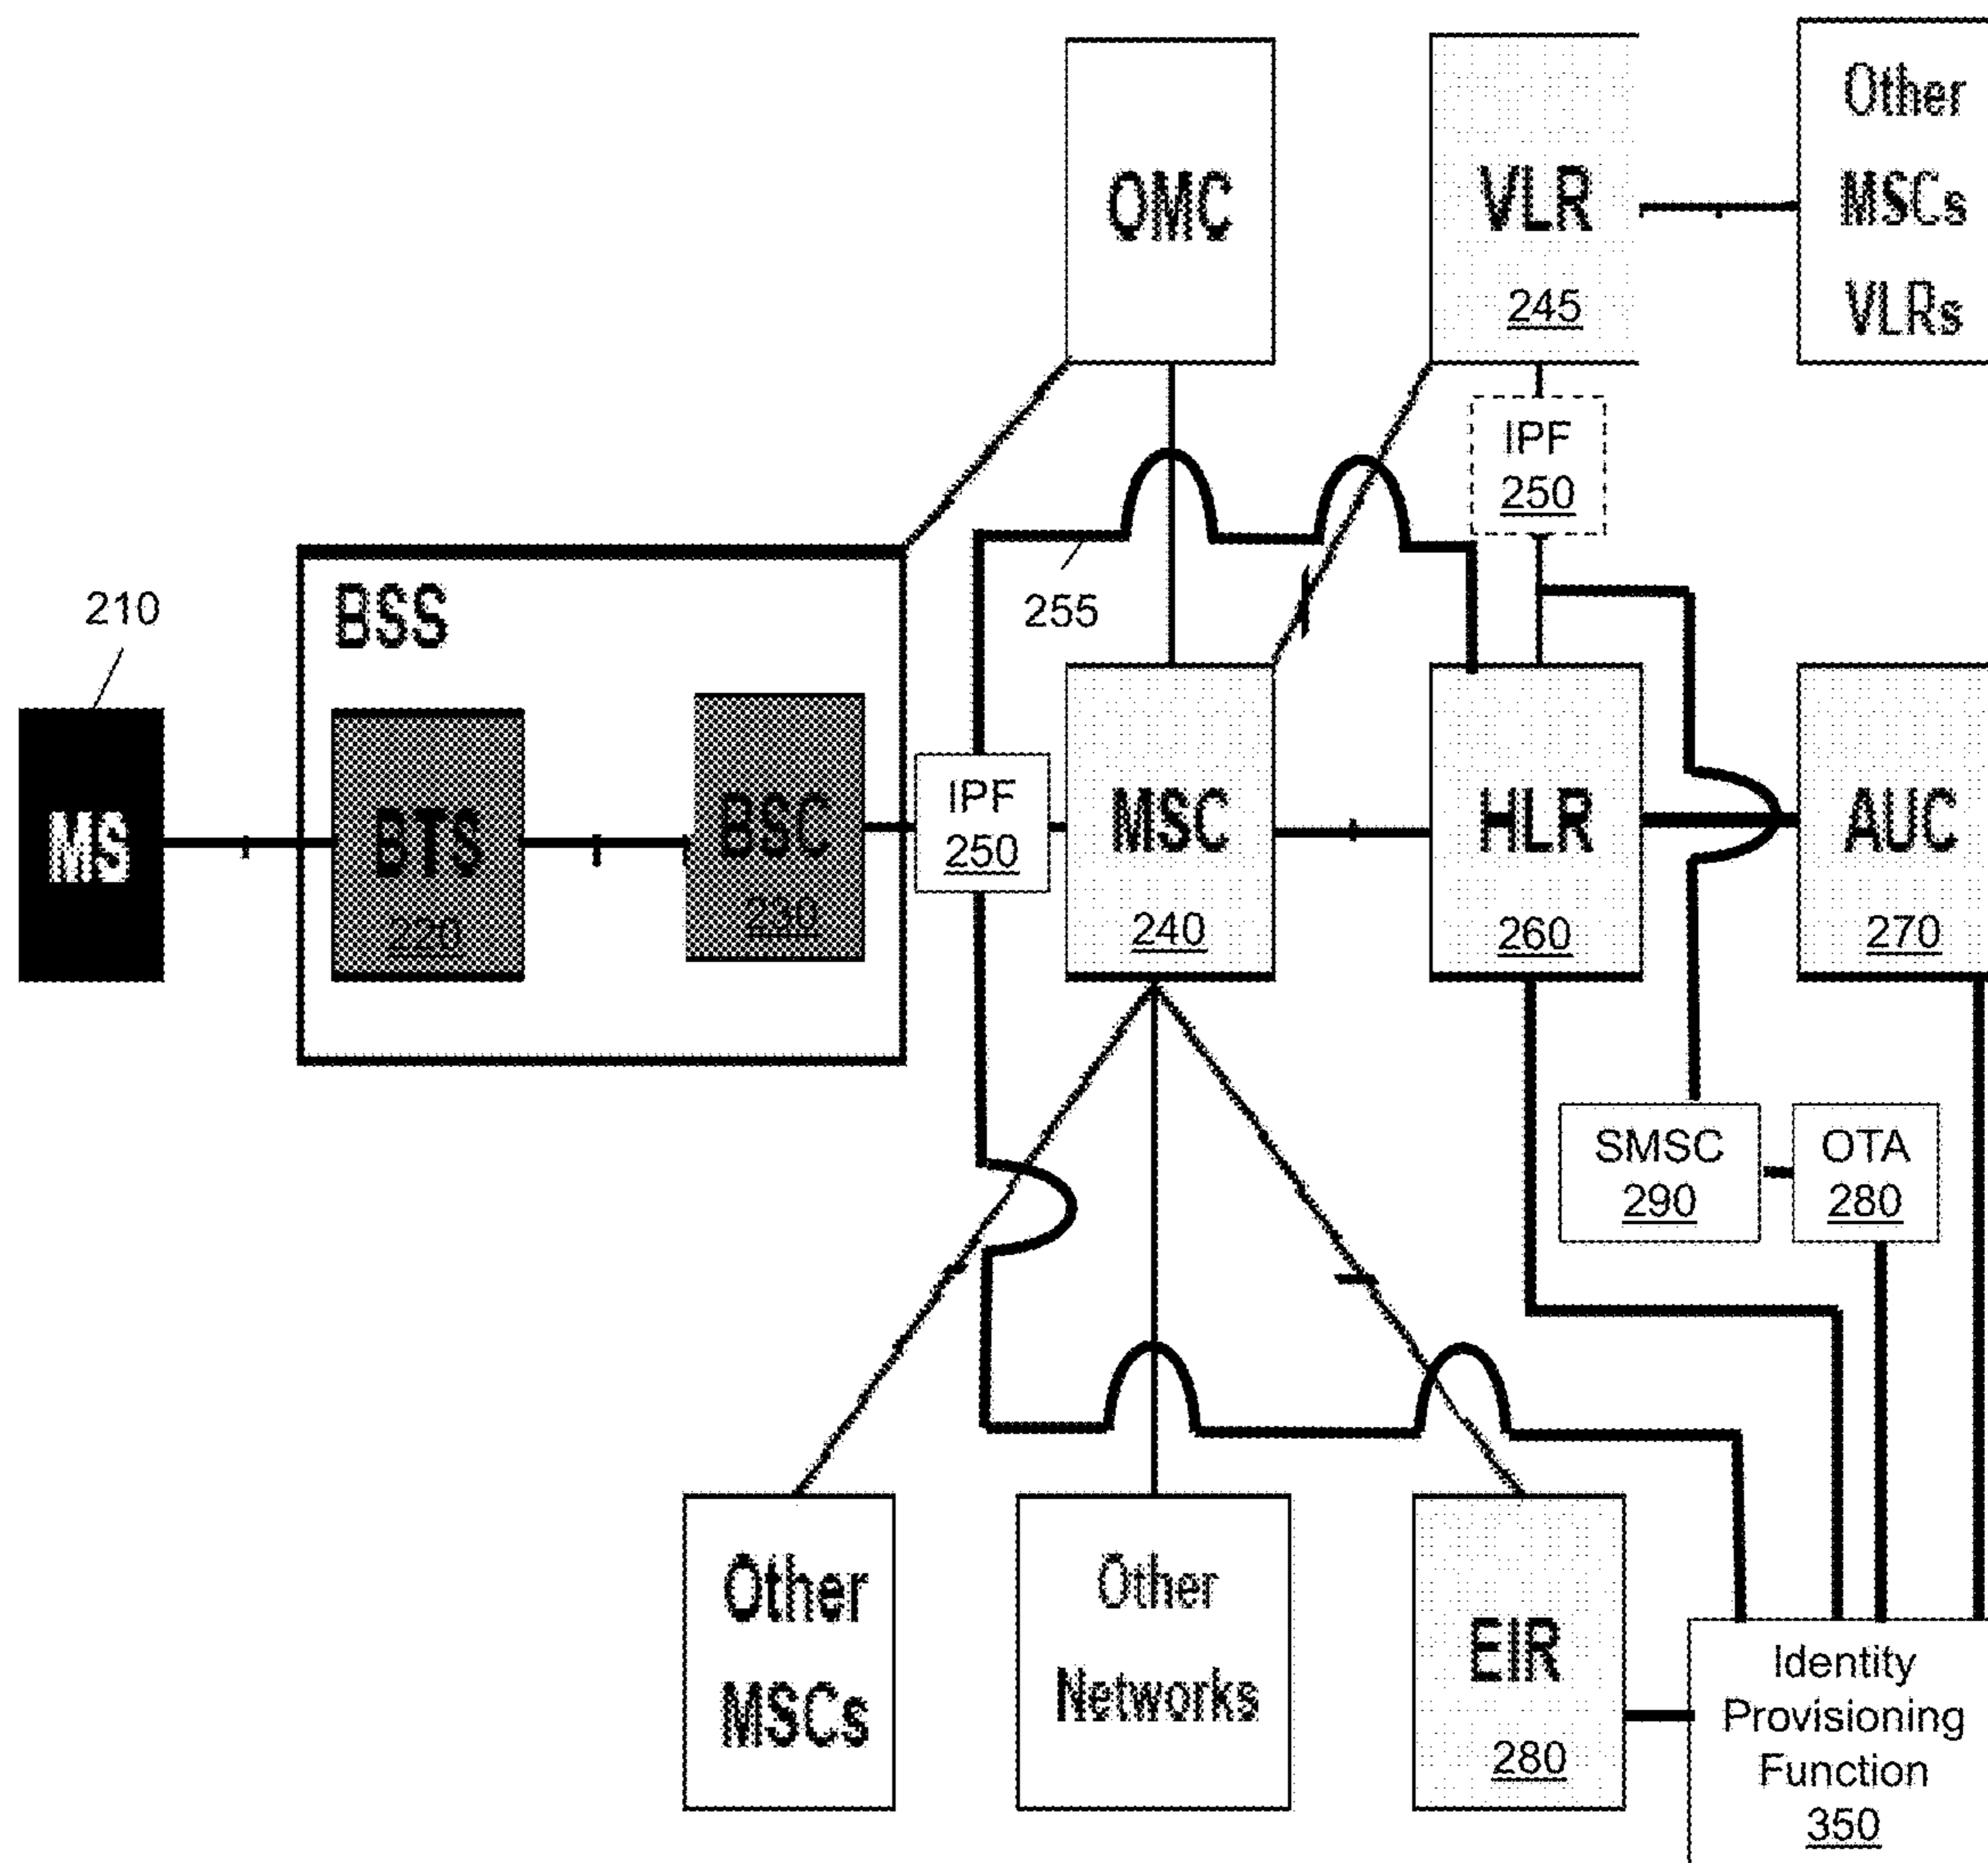 OMC
VLR
245
Other
MSCs
VLRs
IPF
250
255
210
BSS
MS
BTS
220
BSC
230
IPF
250
MSC
240
HLR
260
AUC
270
SMSC
290
OTA
280
Other
MSCs
Other
Networks
EIR
280
Identity
Provisioning
Function
350